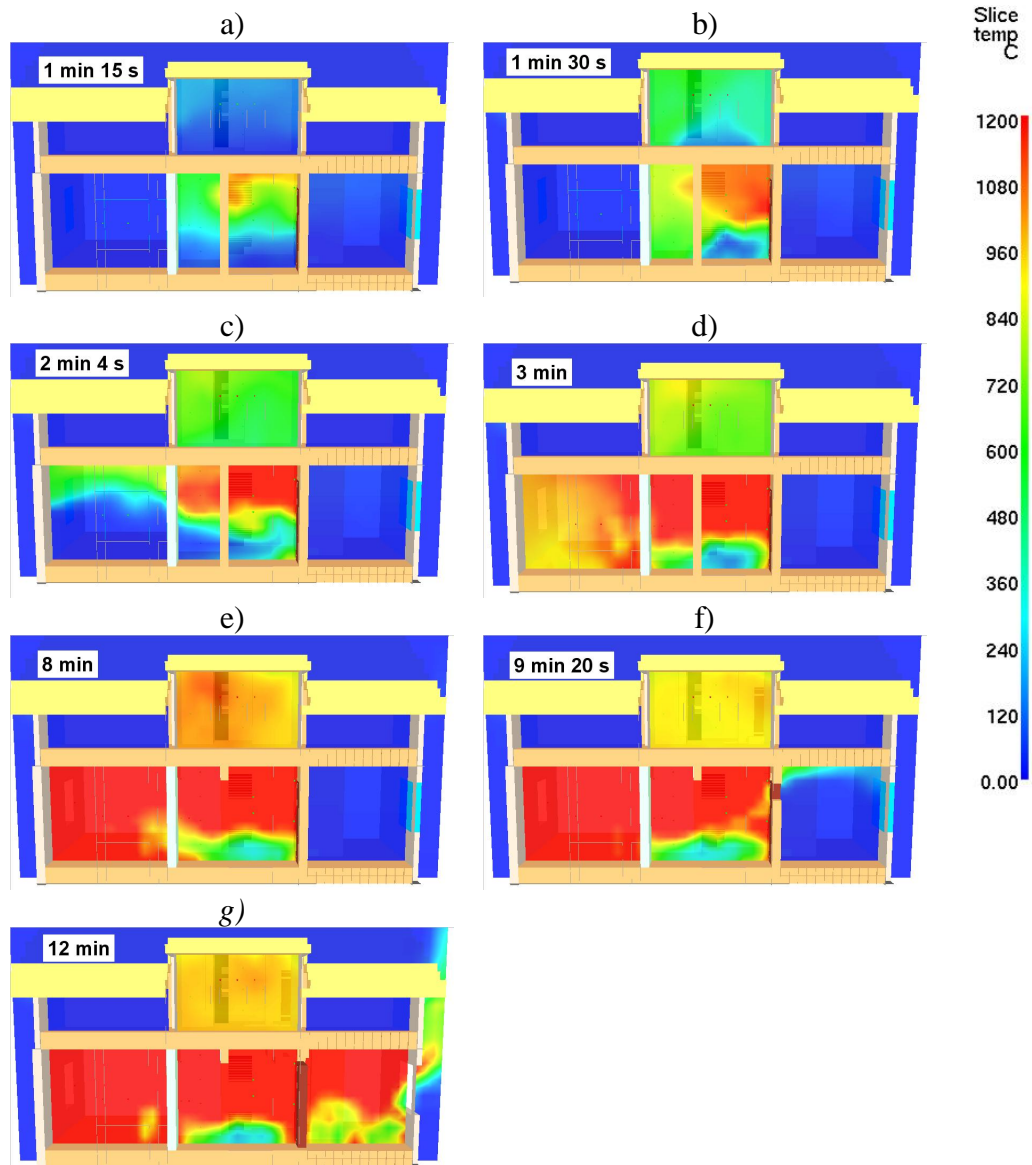 a)
b)
Slice
temp
C
1 min 15 s
1 min 30 s
1200
1080
960
840
720
600
480
360
240
120
0.00
c)
d)
2 min 4 s
3 min
e)
f)
8 min
9 min 20 s
g)
12 min